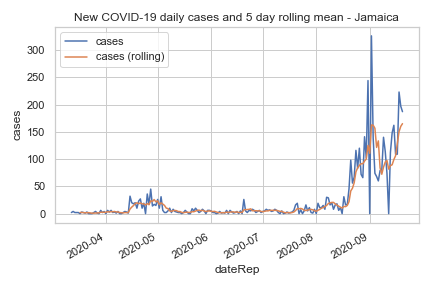 New COVID-19 daily cases and 5 day rolling mean - Jamaica
cases
cases (rolling)
cases
300
250
200
150
100
50
0
2020-04
2020-05
2020-06
2020-07
2020-08
2020-09
dateRep